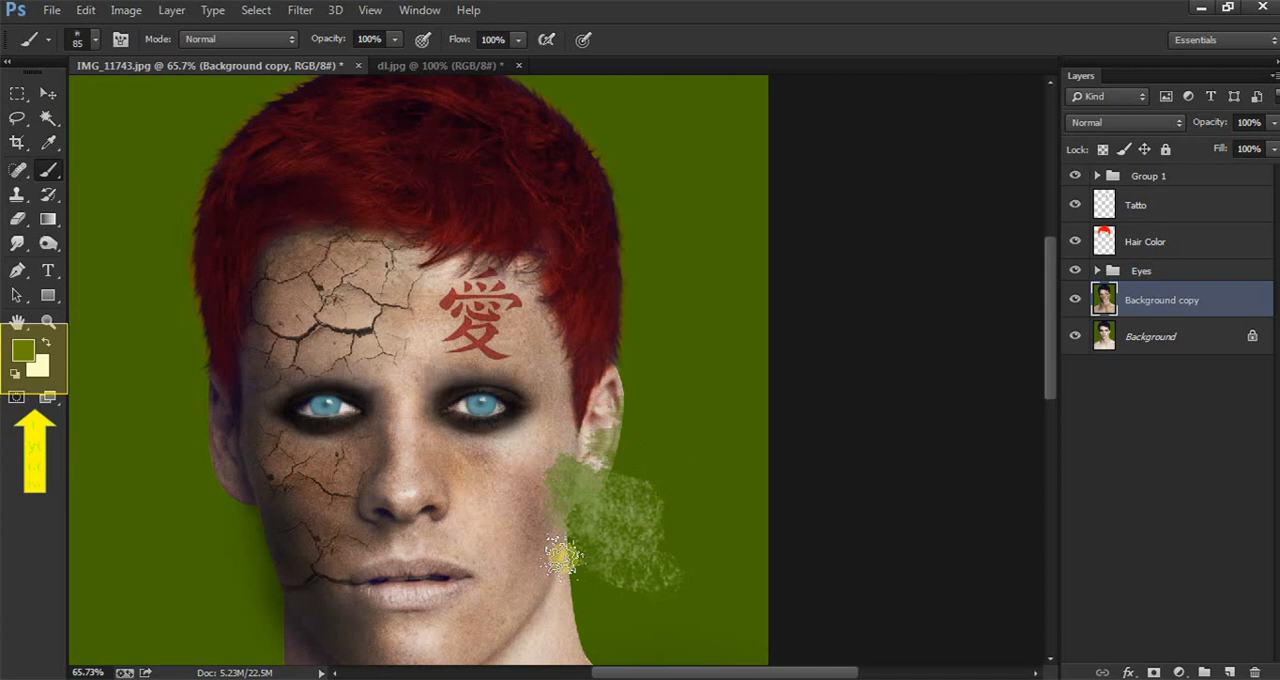 Ps File Edit Image Layer Type Select Filter 3D View Window Help
85 Mode: Normal Opacity: 100% Flow: 100% Essentials
IMG_11743.jpg @ 65.7% (Background copy, RGB/8#) * × dl.jpg @ 100% (RGB/8#) * ×
Layers
Kind
Normal Opacity: 100%
Lock: Fill: 100%
Group 1
Tatto
Hair Color
Eyes
Background copy
Background
愛
65.73% Doc: 5.23M/22.5M